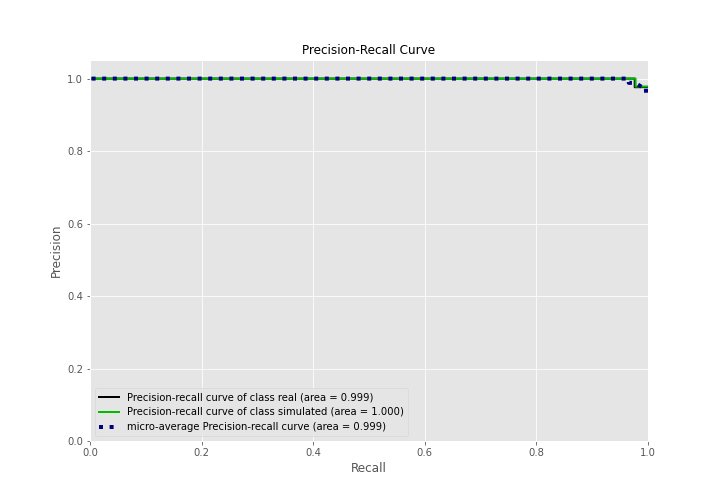 Precision-Recall Curve
1.0
0.8
0.6
0.4
0.2
0.0
Precision
Precision-recall curve of class real (area = 0.999)
Precision-recall curve of class simulated (area = 1.000)
micro-average Precision-recall curve (area = 0.999)
0.0 0.2 0.4 0.6 0.8 1.0
Recall